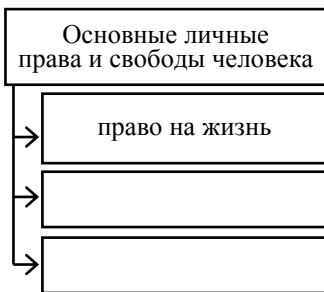 Основные личные
права и свободы человека
право на жизнь